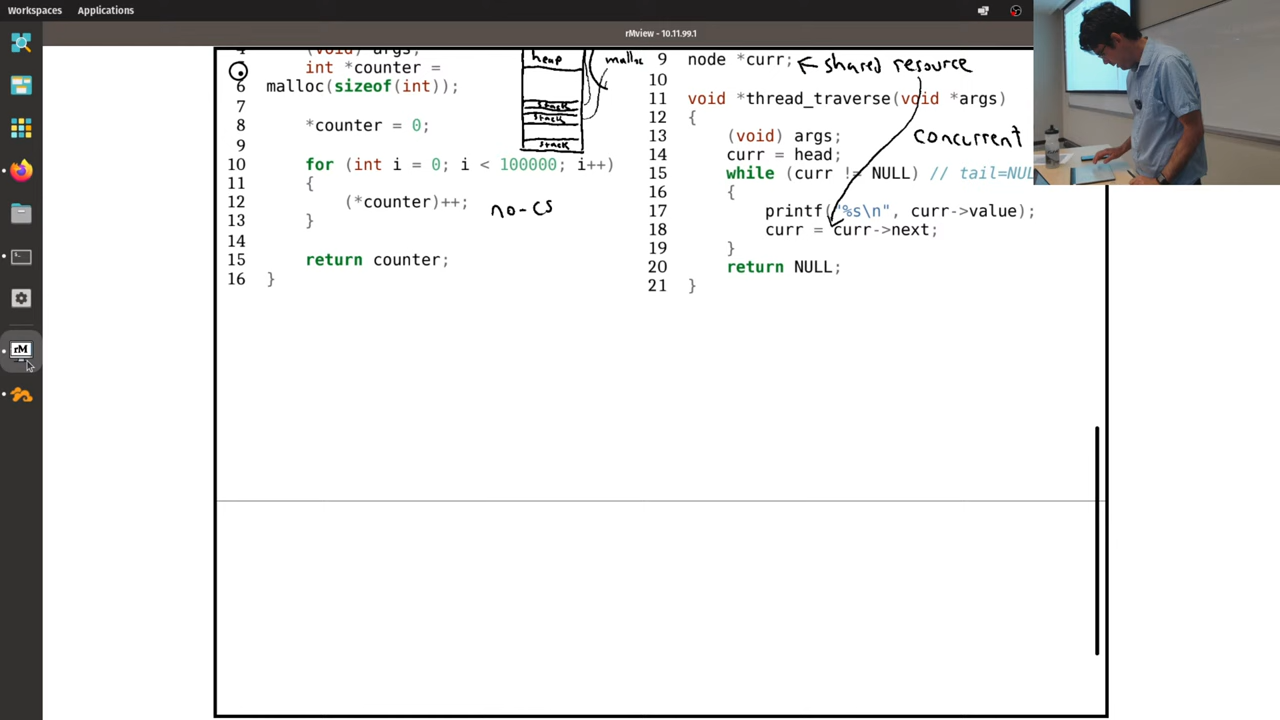 Workspaces Applications
rMview - 10.11.99.1
4 (void) args;
int *counter =
6 malloc(sizeof(int));
7
8 *counter = 0;
9
10 for (int i = 0; i < 100000; i++)
11 {
12 (*counter)++; no-CS
13 }
14
15 return counter;
16 }
heap
malloc
stack
stack
stack
9 node *curr; shared resource
10
11 void *thread_traverse(void *args)
12 { concurrent
13 (void) args;
14 curr = head;
15 while (curr != NULL) // tail=NUL
16 {
17 printf("%s\n", curr->value);
18 curr = curr->next;
19 }
20 return NULL;
21 }
rM